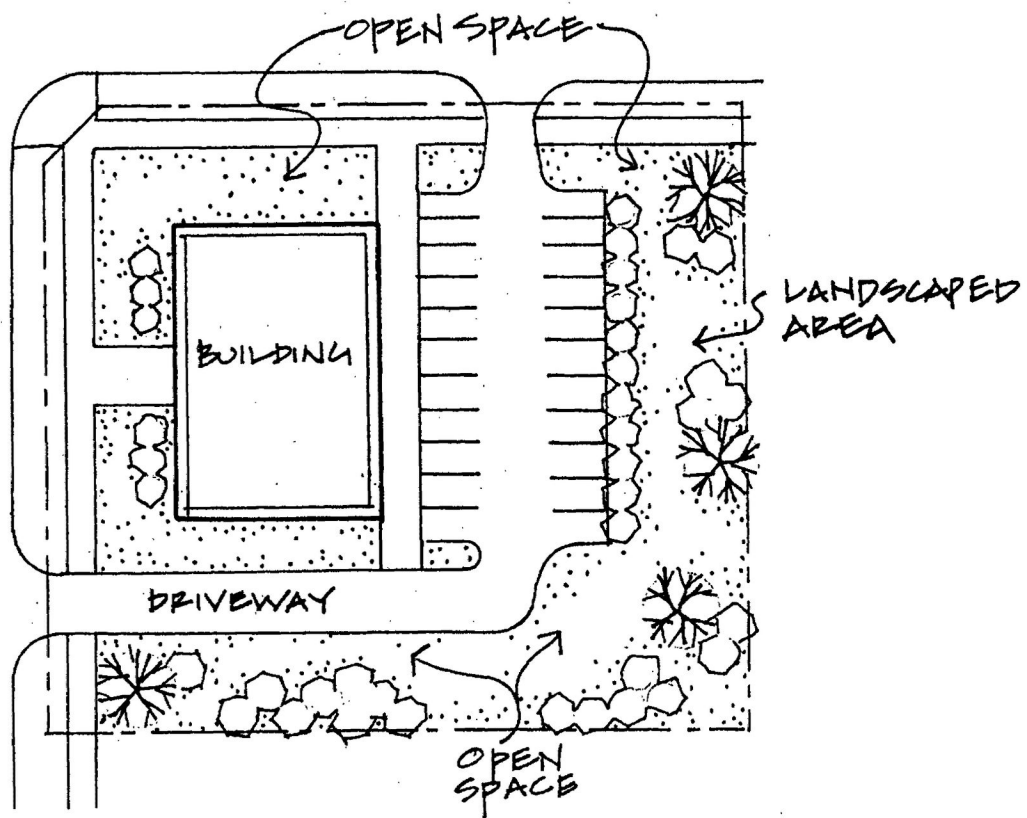 OPEN SPACE
LANDSCAPED
AREA
BUILDING
DRIVEWAY
OPEN
SPACE